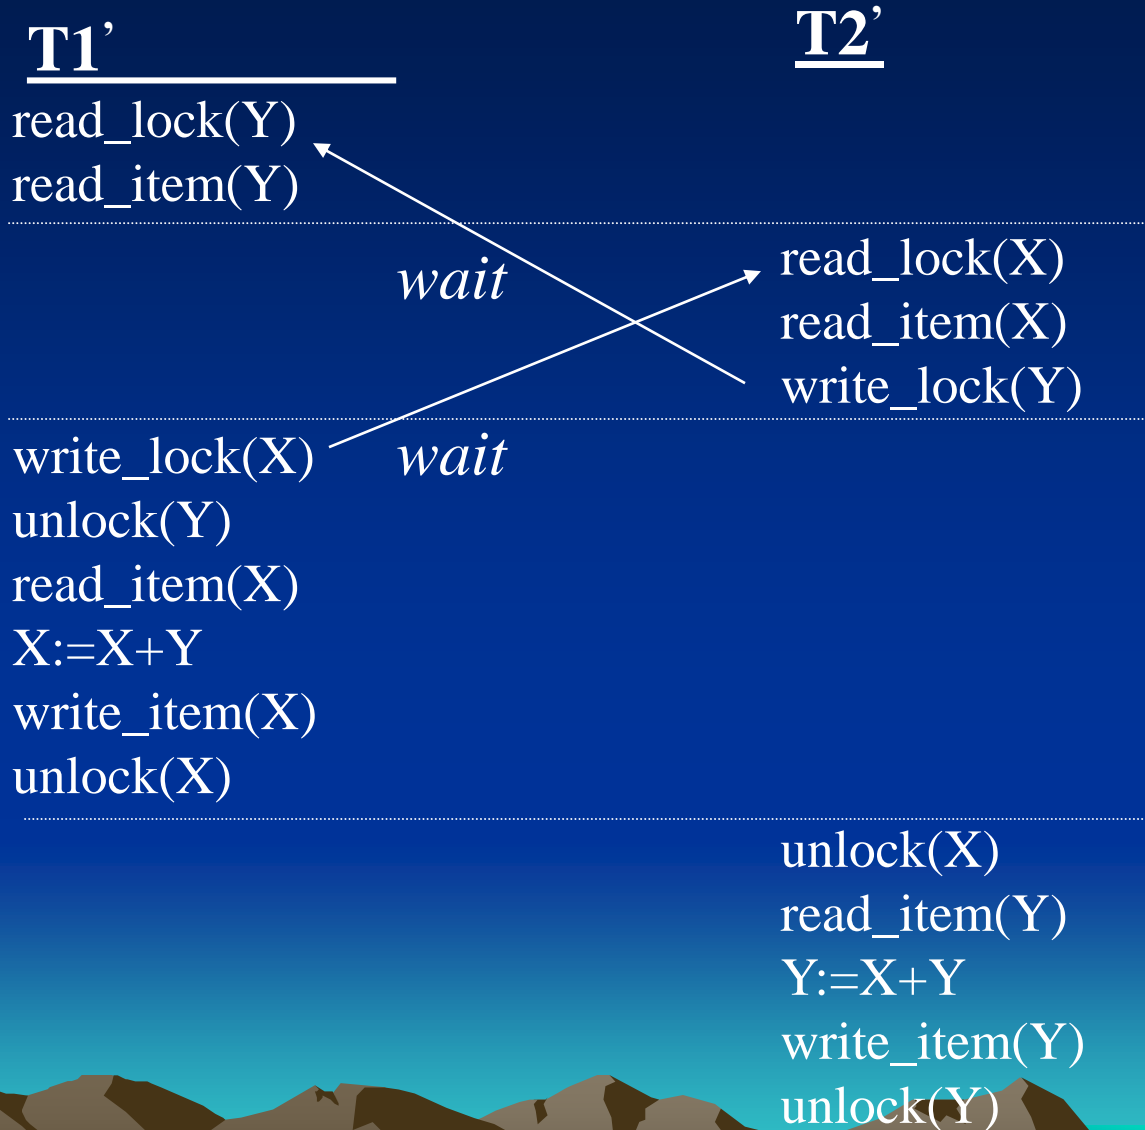 T1’
T2’
read_lock(Y)
read_item(Y)
wait
read_lock(X)
read_item(X)
write_lock(Y)
write_lock(X)
wait
unlock(Y)
read_item(X)
X:=X+Y
write_item(X)
unlock(X)
unlock(X)
read_item(Y)
Y:=X+Y
write_item(Y)
unlock(Y)